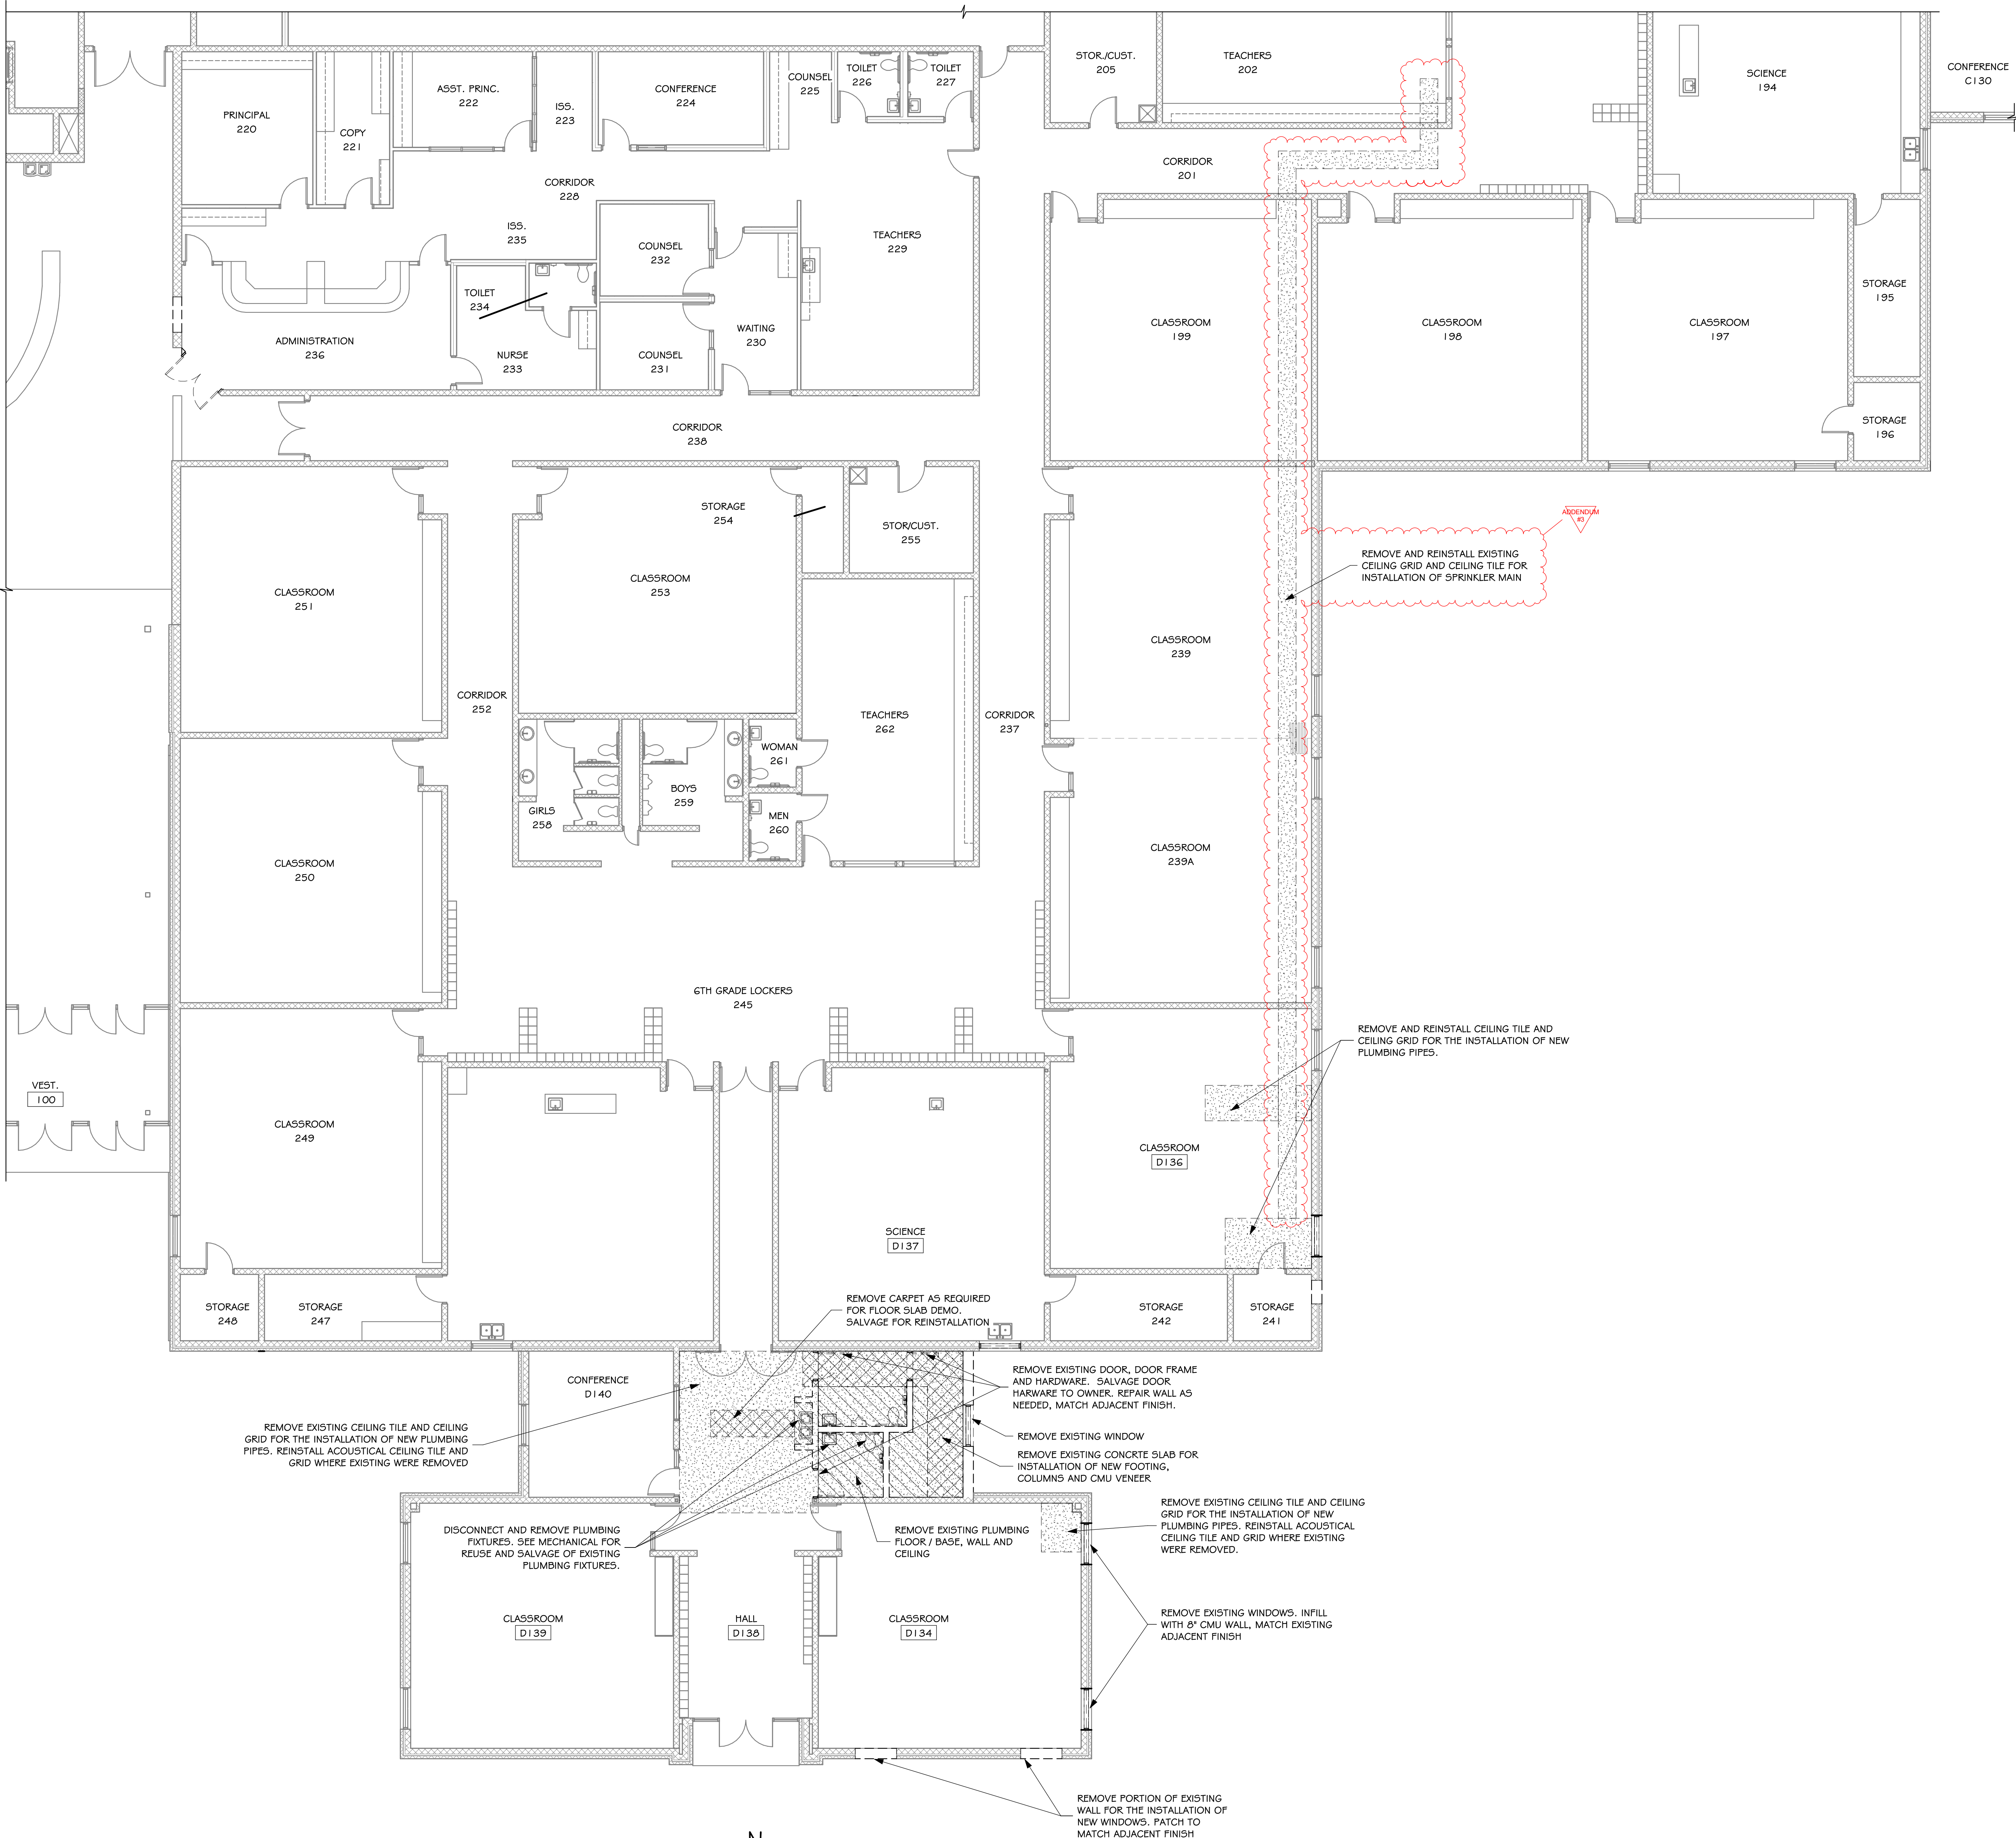 STOR./CUST.
205
TEACHERS
202
SCIENCE
194
CONFERENCE
C130
PRINCIPAL
220
COPY
221
ASST. PRINC.
222
ISS.
223
CONFERENCE
224
COUNSEL
225
TOILET
226
TOILET
227
CORRIDOR
228
CORRIDOR
201
ISS.
235
COUNSEL
232
TEACHERS
229
TOILET
234
STORAGE
195
ADMINISTRATION
236
NURSE
233
COUNSEL
231
WAITING
230
CLASSROOM
199
CLASSROOM
198
CLASSROOM
197
STORAGE
196
CORRIDOR
238
STORAGE
254
STOR/CUST.
255
ADDENDUM
#3
REMOVE AND REINSTALL EXISTING
CEILING GRID AND CEILING TILE FOR
INSTALLATION OF SPRINKLER MAIN
CLASSROOM
251
CLASSROOM
253
CLASSROOM
239
CORRIDOR
252
TEACHERS
262
CORRIDOR
237
WOMAN
261
GIRLS
258
BOYS
259
MEN
260
CLASSROOM
250
CLASSROOM
239A
6TH GRADE LOCKERS
245
REMOVE AND REINSTALL CEILING TILE AND
CEILING GRID FOR THE INSTALLATION OF NEW
PLUMBING PIPES.
VEST.
100
CLASSROOM
249
CLASSROOM
D136
SCIENCE
D137
STORAGE
248
STORAGE
247
REMOVE CARPET AS REQUIRED
FOR FLOOR SLAB DEMO.
SALVAGE FOR REINSTALLATION
STORAGE
242
STORAGE
241
CONFERENCE
D140
REMOVE EXISTING DOOR, DOOR FRAME
AND HARDWARE. SALVAGE DOOR
HARWARE TO OWNER. REPAIR WALL AS
NEEDED, MATCH ADJACENT FINISH.
REMOVE EXISTING CEILING TILE AND CEILING
GRID FOR THE INSTALLATION OF NEW PLUMBING
PIPES. REINSTALL ACOUSTICAL CEILING TILE AND
GRID WHERE EXISTING WERE REMOVED
REMOVE EXISTING WINDOW
REMOVE EXISTING CONCRTE SLAB FOR
INSTALLATION OF NEW FOOTING,
COLUMNS AND CMU VENEER
DISCONNECT AND REMOVE PLUMBING
FIXTURES. SEE MECHANICAL FOR
REUSE AND SALVAGE OF EXISTING
PLUMBING FIXTURES.
REMOVE EXISTING PLUMBING
FLOOR / BASE, WALL AND
CEILING
REMOVE EXISTING CEILING TILE AND CEILING
GRID FOR THE INSTALLATION OF NEW
PLUMBING PIPES. REINSTALL ACOUSTICAL
CEILING TILE AND GRID WHERE EXISTING
WERE REMOVED.
CLASSROOM
D139
HALL
D138
CLASSROOM
D134
REMOVE EXISTING WINDOWS. INFILL
WITH 8" CMU WALL, MATCH EXISTING
ADJACENT FINISH
REMOVE PORTION OF EXISTING
WALL FOR THE INSTALLATION OF
NEW WINDOWS. PATCH TO
MATCH ADJACENT FINISH
N